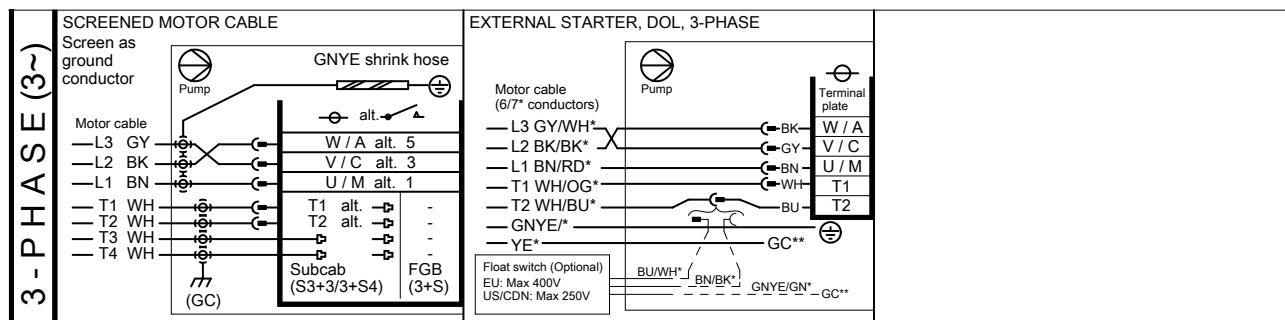 3-PHASE (3~)
SCREENED MOTOR CABLE
Screen as
ground
conductor
Pump
GNYE shrink hose
alt.
Motor cable
L3 GY
L2 BK
L1 BN
T1 WH
T2 WH
T3 WH
T4 WH
(GC)
W / A alt. 5
V / C alt. 3
U / M alt. 1
T1 alt. -
T2 alt. -
-
-
Subcab
(S3+3/3+S4)
FGB
(3+S)
EXTERNAL STARTER, DOL, 3-PHASE
Pump
Motor cable
(6/7* conductors)
L3 GY/WH*
L2 BK/BK*
L1 BN/RD*
T1 WH/OG*
T2 WH/BU*
GNYE/*
YE*
Terminal
plate
BK W / A
GY V / C
BN U / M
WH T1
BU T2
GC**
Float switch (Optional)
EU: Max 400V
US/CDN: Max 250V
BU/WH*
BN/BK*
GNYE/GN*
GC**